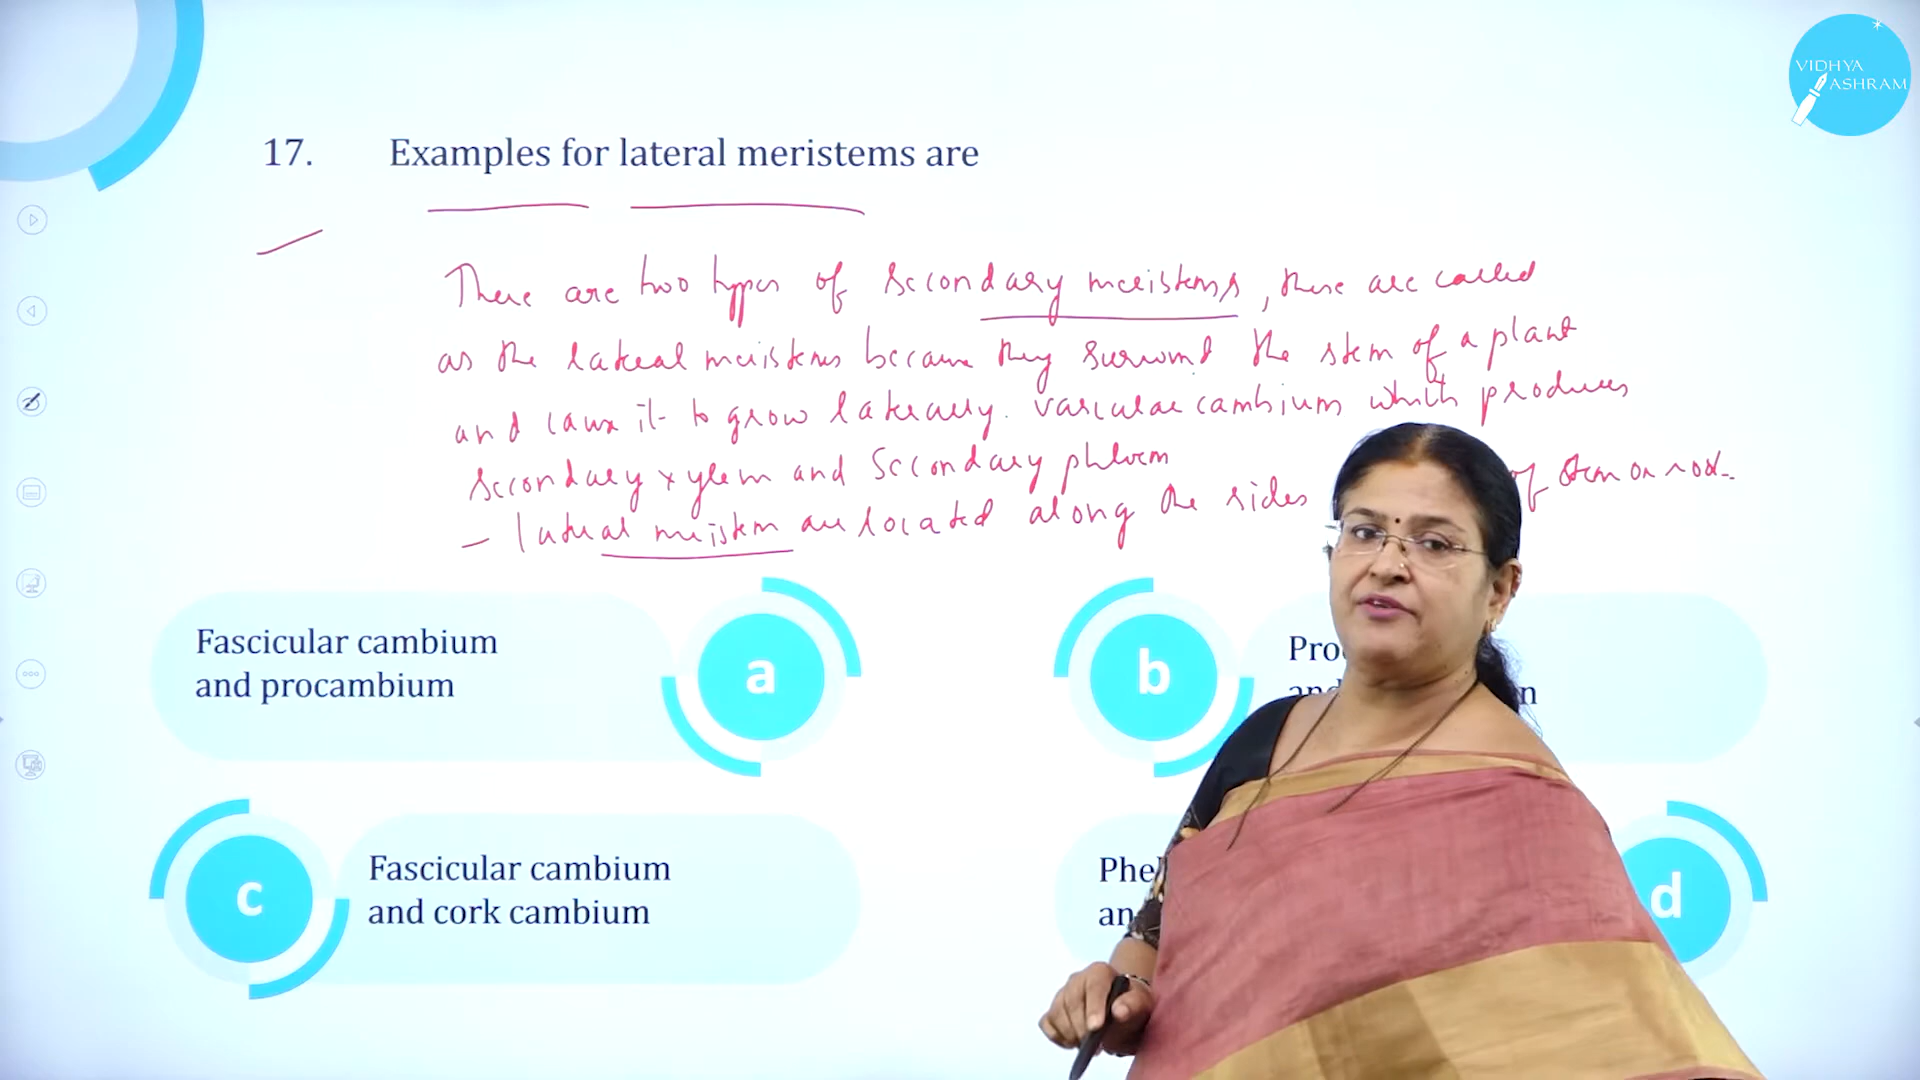 VIDHYA
ASHRAM
17. Examples for lateral meristems are
There are two types of secondary meristems, these are called
as the lateral meristems because they surround the stem of a plant
and cause it to grow laterally. vascular cambium which produces
secondary xylem and Secondary phloem
- lateral meristem are located along the sides of stem or root.
Fascicular cambium
and procambium
a
b
c
Fascicular cambium
and cork cambium
d